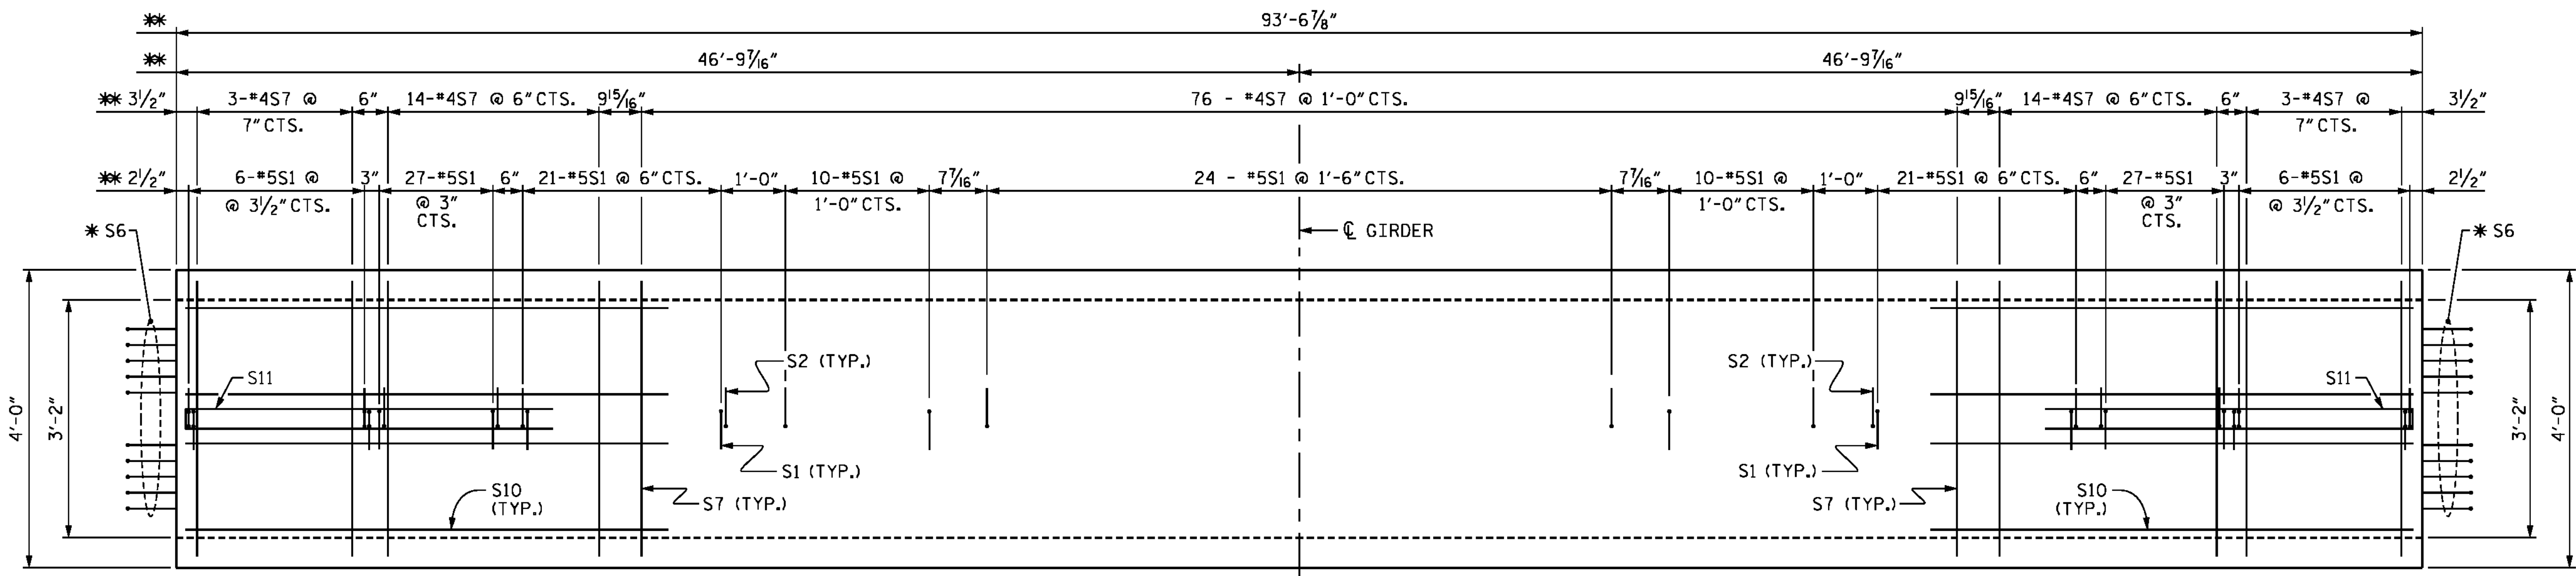 ✱✱ 93'-6⅞"
✱✱ 46'-9⁷⁄₁₆" 46'-9⁷⁄₁₆"
✱✱ 3½" 3-#4S7 @ 6" 14-#4S7 @ 6" CTS. 9¹⁵⁄₁₆" 76 - #4S7 @ 1'-0" CTS. 9¹⁵⁄₁₆" 14-#4S7 @ 6" CTS. 6" 3-#4S7 @ 3½"
7" CTS. 7" CTS.
✱✱ 2½" 6-#5S1 @ 3" 27-#5S1 6" 21-#5S1 @ 6" CTS. 1'-0" 10-#5S1 @ 7⁷⁄₁₆" 24 - #5S1 @ 1'-6" CTS. 7⁷⁄₁₆" 10-#5S1 @ 1'-0" 21-#5S1 @ 6" CTS. 6" 27-#5S1 3" 6-#5S1 @ 2½"
@ 3½" CTS. @ 3" 1'-0" CTS. 1'-0" CTS. @ 3" @ 3½" CTS.
CTS. CTS.
✱ S6 ℄ GIRDER ✱ S6
S2 (TYP.) S2 (TYP.)
S11 S11
4'-0" 3'-2" 3'-2" 4'-0"
S1 (TYP.) S1 (TYP.)
S10 S7 (TYP.) S7 (TYP.) S10
(TYP.) (TYP.)